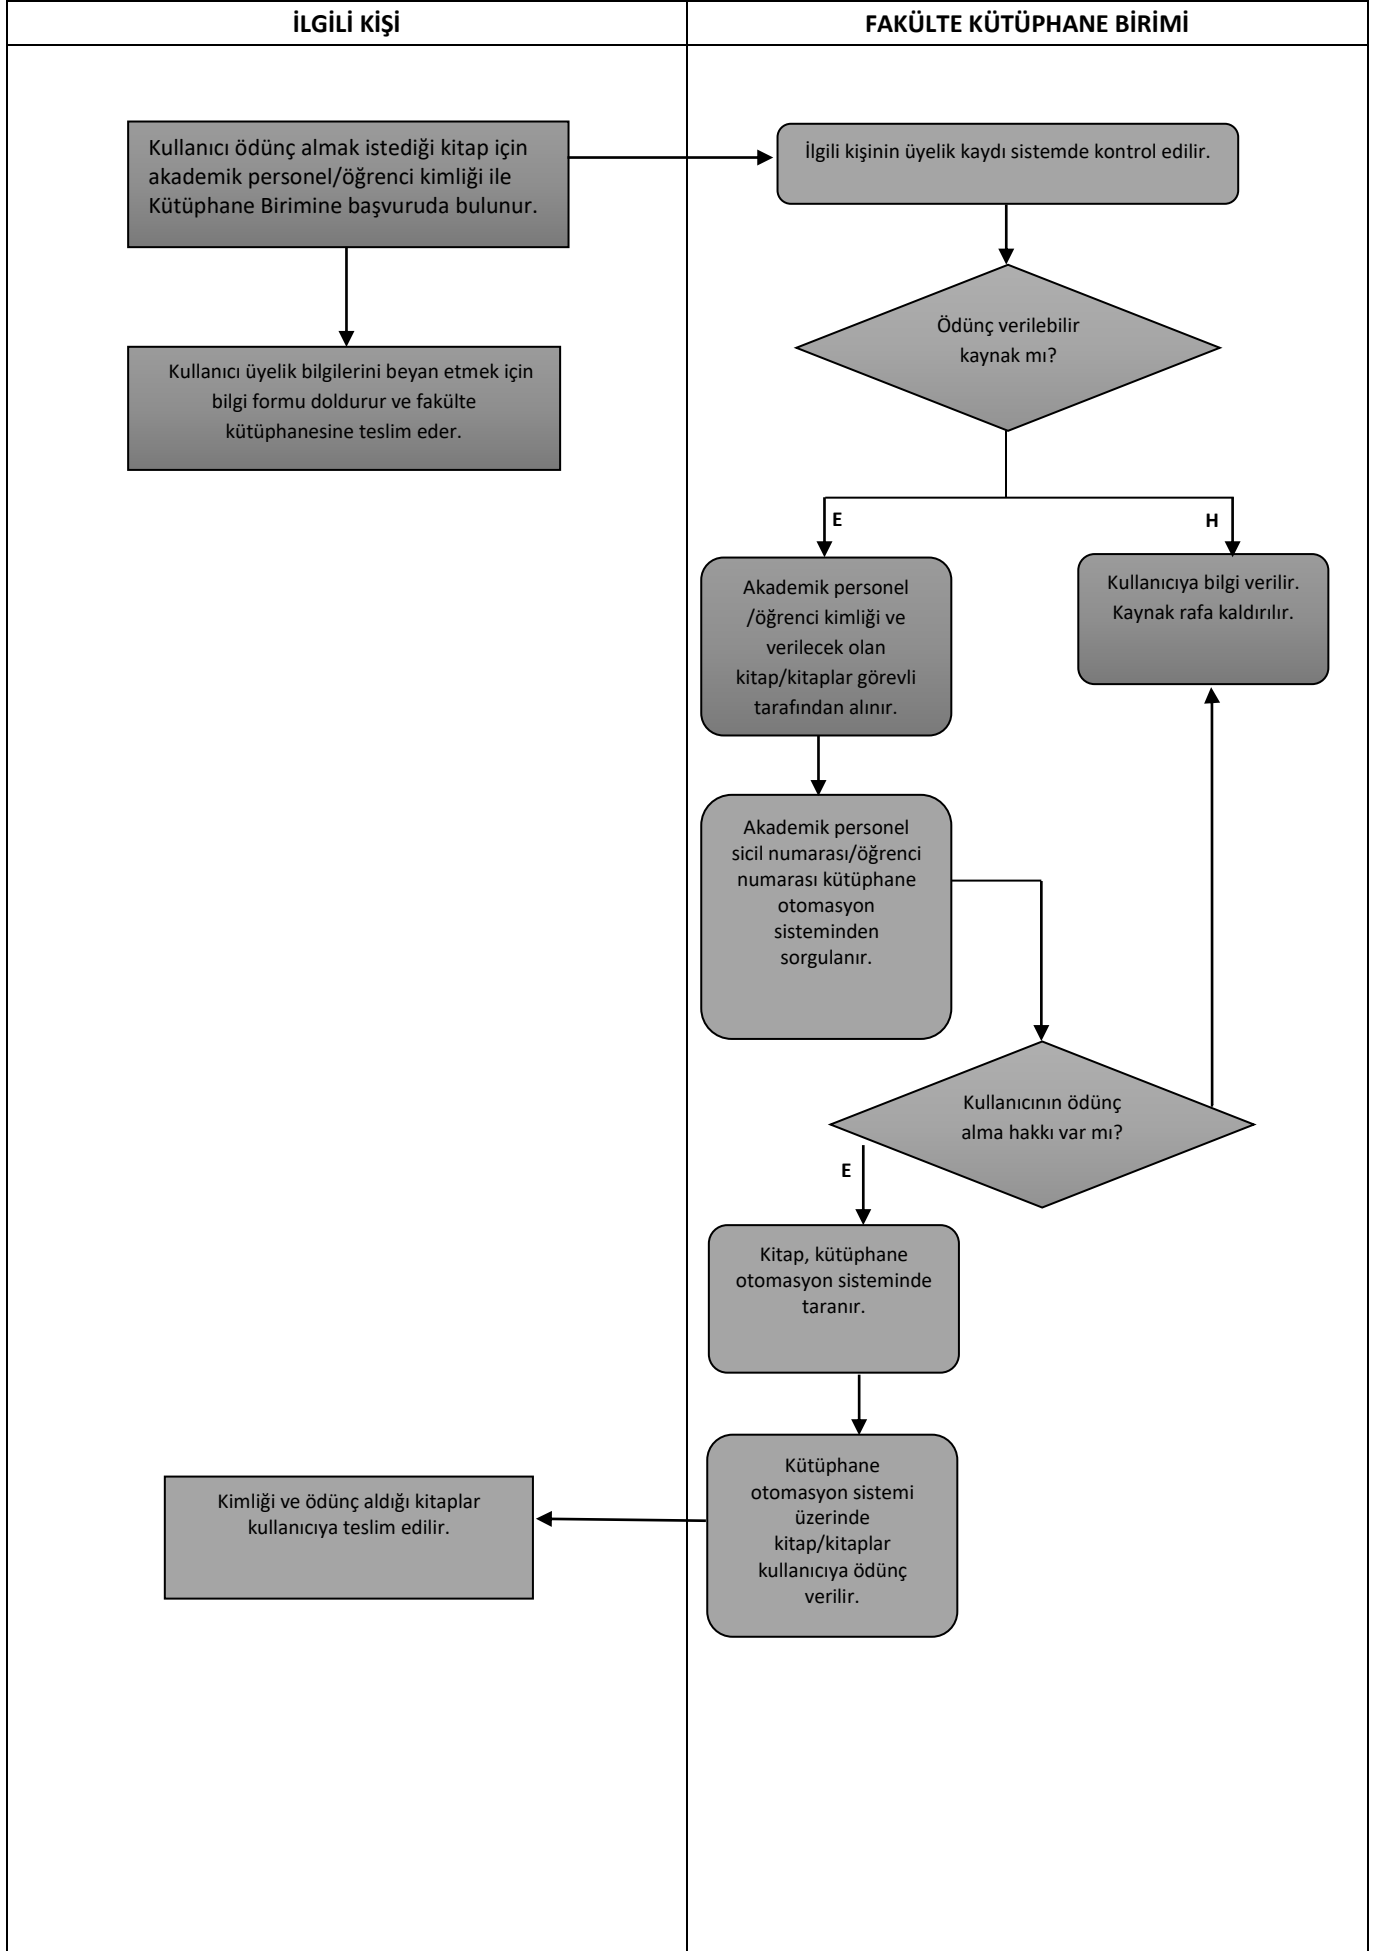 İLGİLİ KİŞİ
FAKÜLTE KÜTÜPHANE BİRİMİ
Kullanıcı ödünç almak istediği kitap için
akademik personel/öğrenci kimliği ile
Kütüphane Birimine başvuruda bulunur.
İlgili kişinin üyelik kaydı sistemde kontrol edilir.
Kullanıcı üyelik bilgilerini beyan etmek için
bilgi formu doldurur ve fakülte
kütüphanesine teslim eder.
Ödünç verilebilir
kaynak mı?
E
H
Akademik personel
/öğrenci kimliği ve
verilecek olan
kitap/kitaplar görevli
tarafından alınır.
Kullanıcıya bilgi verilir.
Kaynak rafa kaldırılır.
Akademik personel
sicil numarası/öğrenci
numarası kütüphane
otomasyon
sisteminden
sorgulanır.
Kullanıcının ödünç
alma hakkı var mı?
E
Kitap, kütüphane
otomasyon sisteminde
taranır.
Kütüphane
otomasyon sistemi
üzerinde
kitap/kitaplar
kullanıcıya ödünç
verilir.
Kimliği ve ödünç aldığı kitaplar
kullanıcıya teslim edilir.